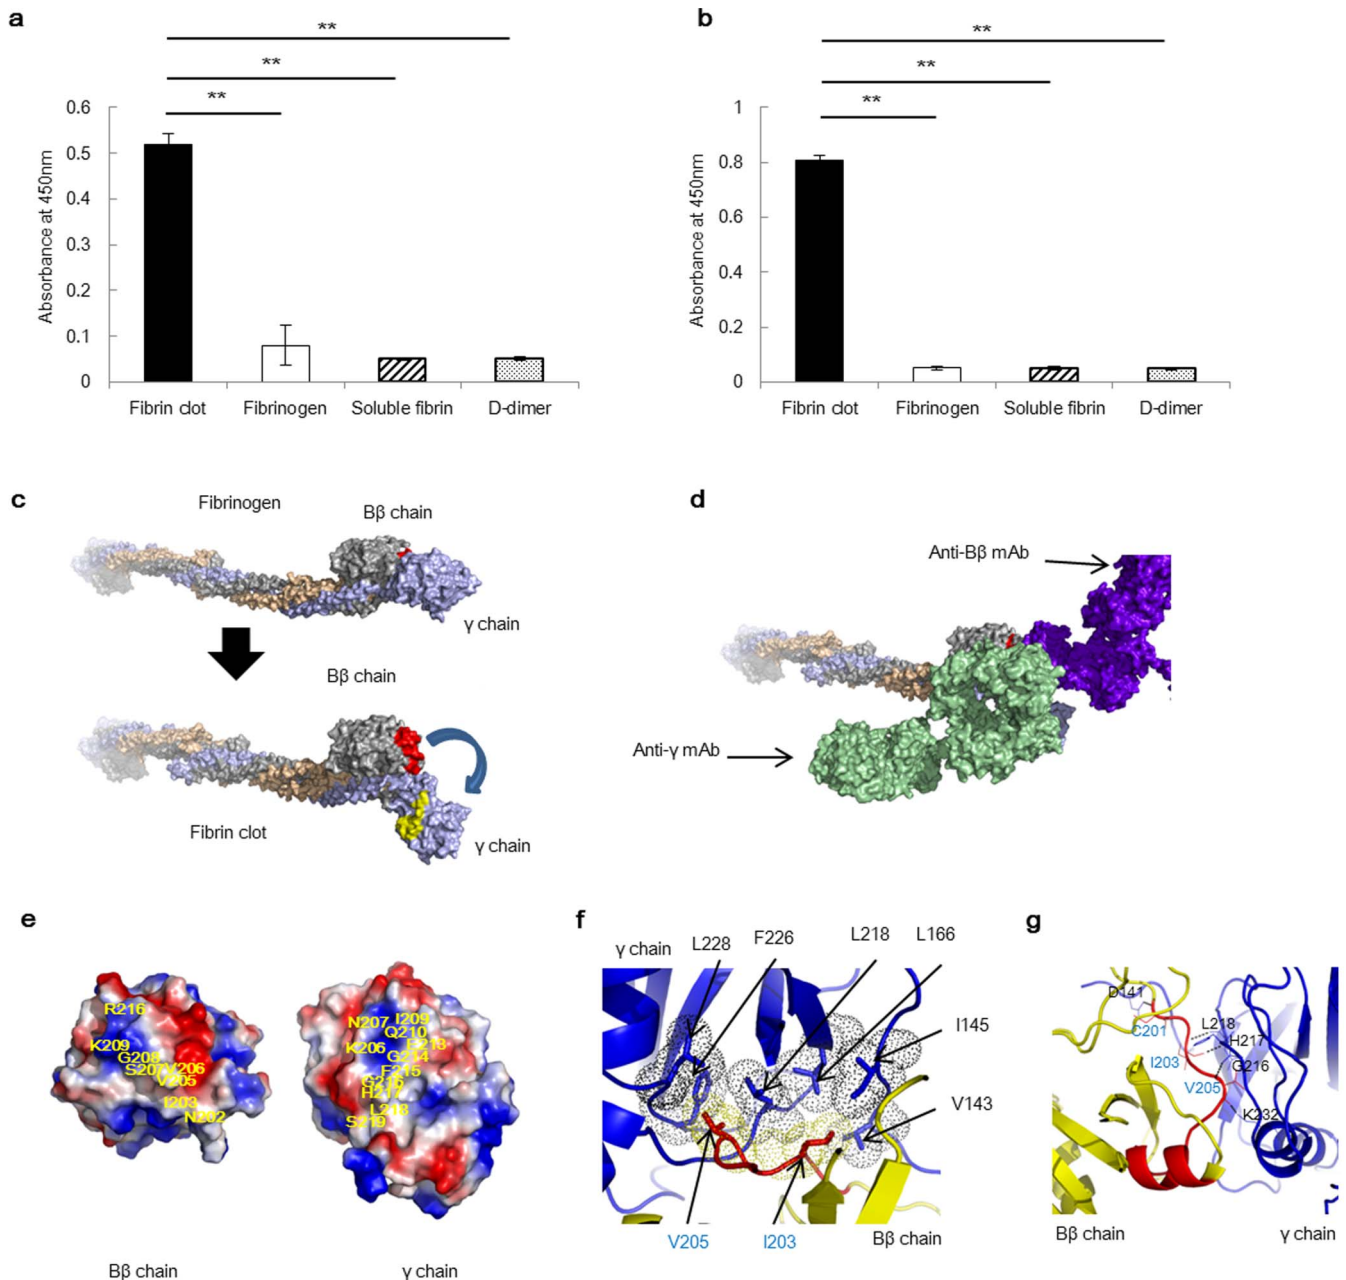 a
**
**
**
0.6
0.5
0.4
0.3
0.2
0.1
0
Absorbance at 450nm
Fibrin clot
Fibrinogen
Soluble fibrin
D-dimer
b
**
**
**
1
0.8
0.6
0.4
0.2
0
Absorbance at 450nm
Fibrin clot
Fibrinogen
Soluble fibrin
D-dimer
c
Fibrinogen
Bβ chain
γ chain
Bβ chain
Fibrin clot
γ chain
d
Anti-Bβ mAb
Anti-γ mAb
e
R216
K209
G208
S207
V206
V205
I203
N202
Bβ chain
N207
I209
Q210
K206
G214
F215
G216
H217
L218
S219
γ chain
f
γ chain
L228
F226
L218
L166
I145
V143
V205
I203
Bβ chain
g
D141
C201
L218
H217
I203
G216
V205
K232
Bβ chain
γ chain